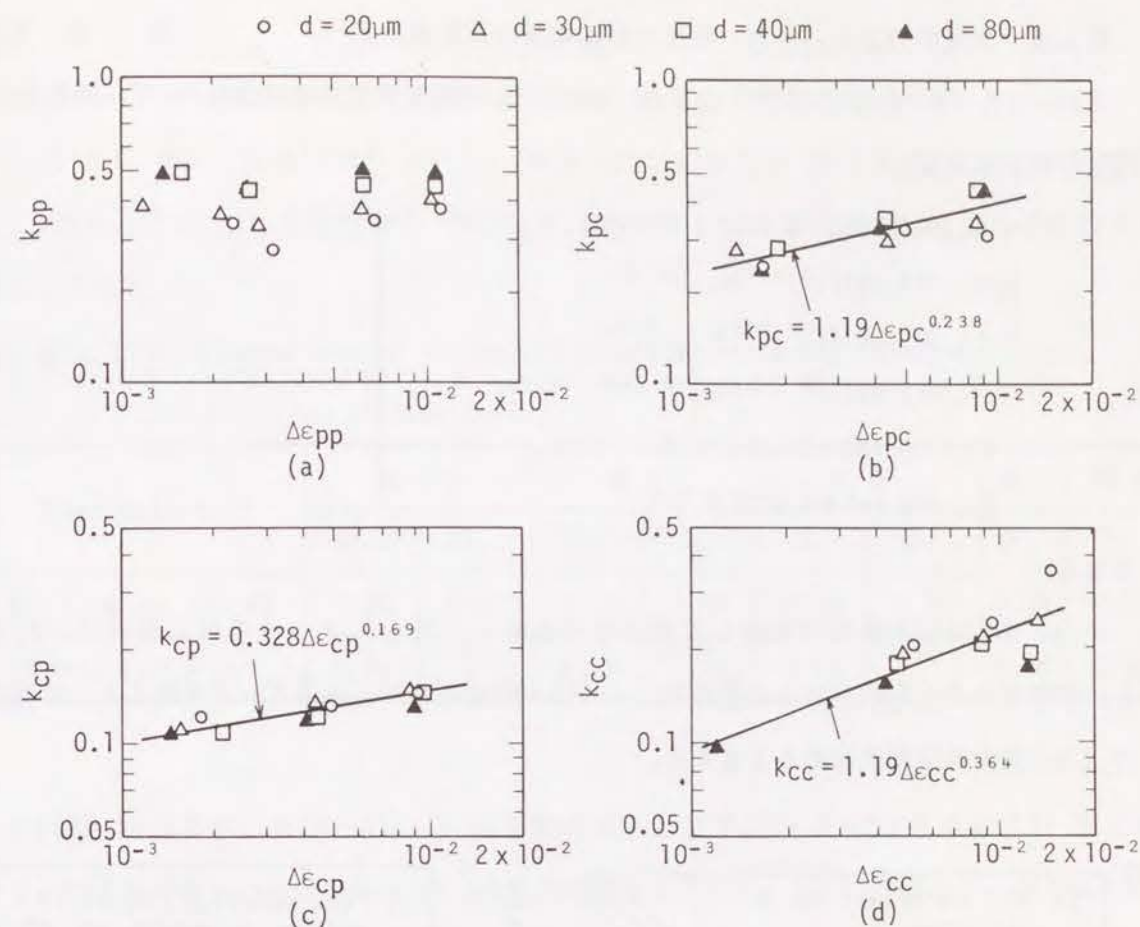 ○ d = 20μm △ d = 30μm □ d = 40μm ▲ d = 80μm
1.0
0.5
0.1
kpp
10⁻³ 10⁻² 2 x 10⁻²
Δεpp
(a)
1.0
0.5
0.1
kpc
kpc = 1.19Δεpc^0.238
10⁻³ 10⁻² 2 x 10⁻²
Δεpc
(b)
0.5
0.1
0.05
kcp
kcp = 0.328Δεcp^0.169
10⁻³ 10⁻² 2 x 10⁻²
Δεcp
(c)
0.5
0.1
0.05
kcc
kcc = 1.19Δεcc^0.364
10⁻³ 10⁻² 2 x 10⁻²
Δεcc
(d)